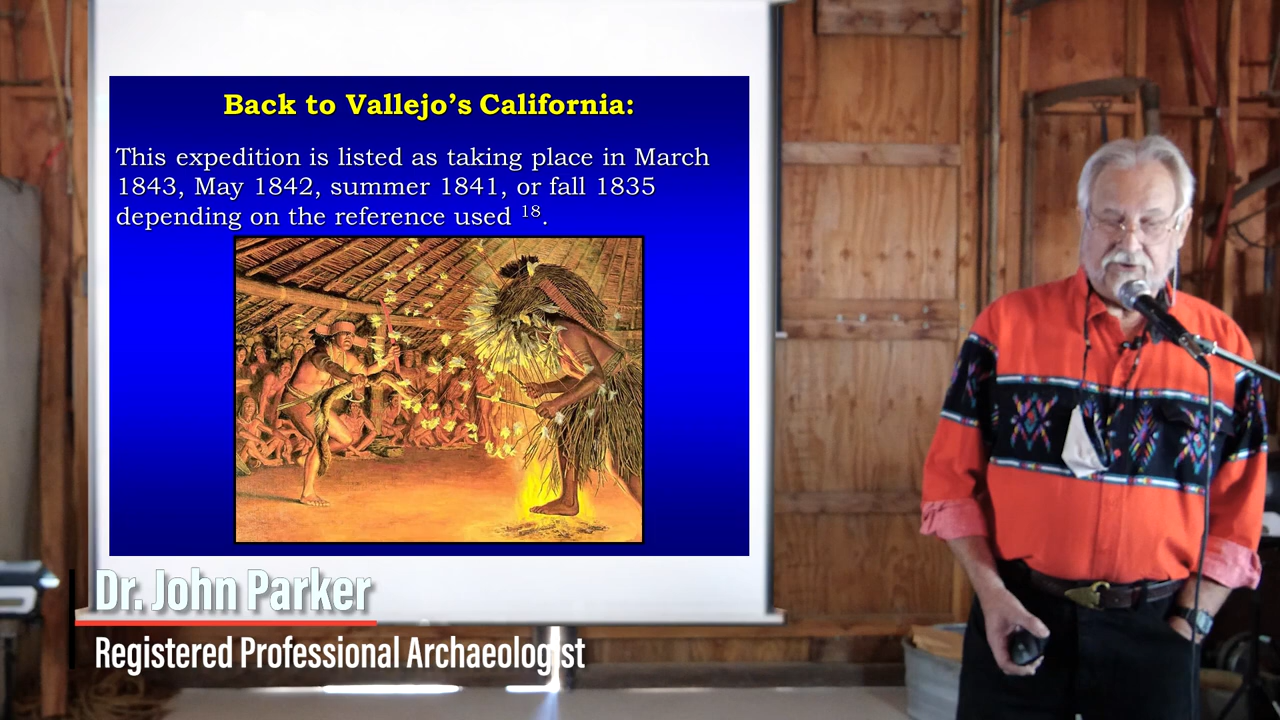 Back to Vallejo's California:
This expedition is listed as taking place in March
1843, May 1842, summer 1841, or fall 1835
depending on the reference used 18.
Dr. John Parker
Registered Professional Archaeologist